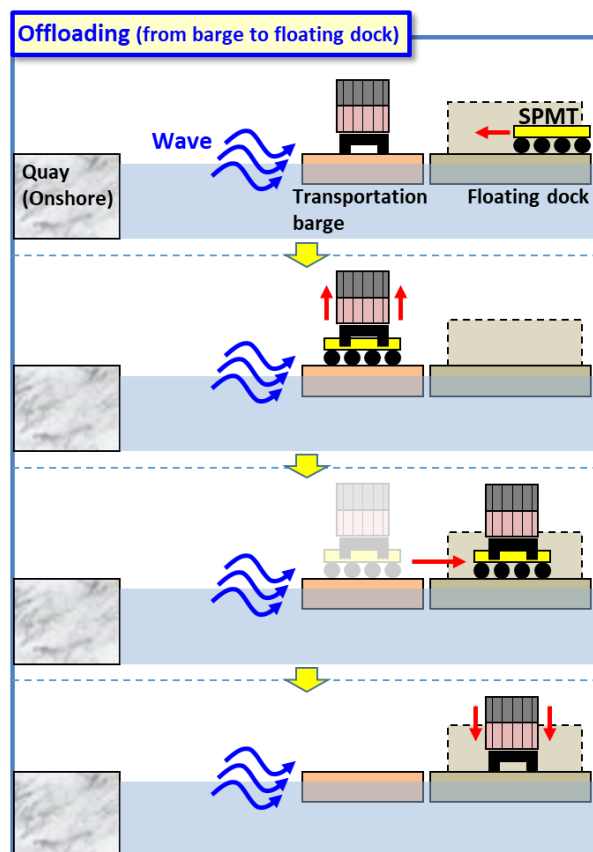 Offloading (from barge to floating dock)
SPMT
Wave
Quay
(Onshore)
Transportation
barge
Floating dock